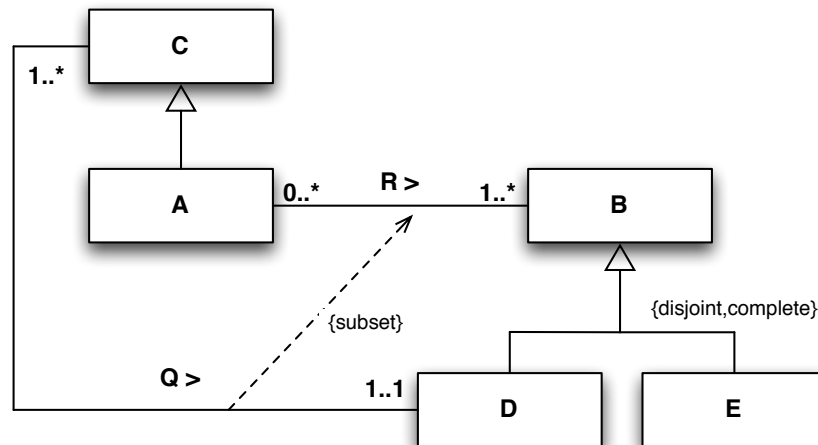 C
1..*
A
0..*
R >
1..*
B
{disjoint,complete}
{subset}
Q >
1..1
D
E